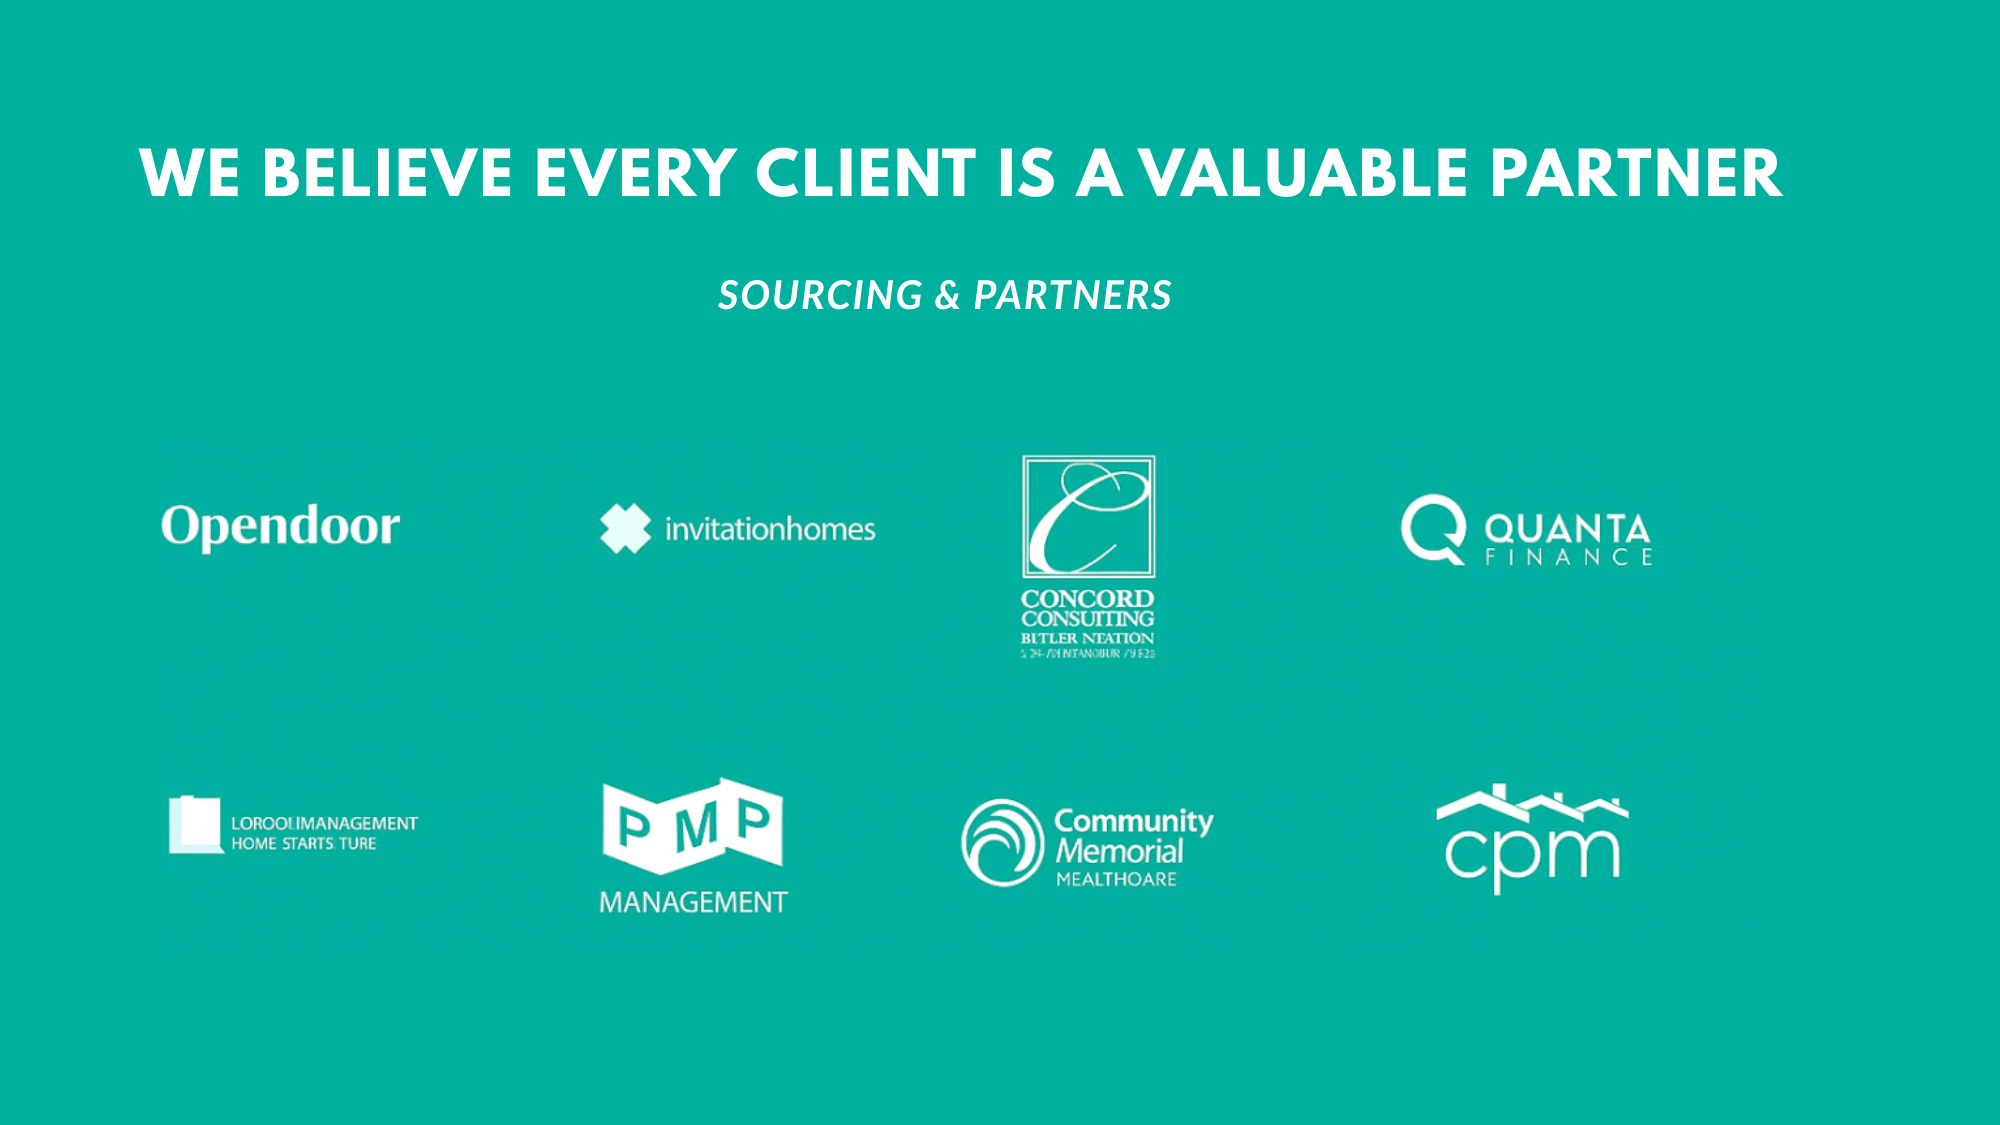 WE BELIEVE EVERY CLIENT IS A VALUABLE PARTNER
SOURCING & PARTNERS
Opendoor
invitationhomes
CONCORD
CONSUITING
BITLER NTATION
QUANTA
FINANCE
LOROOLIMANAGEMENT
HOME STARTS TURE
PMP
MANAGEMENT
Community
Memorial
MEALTHOARE
cpm